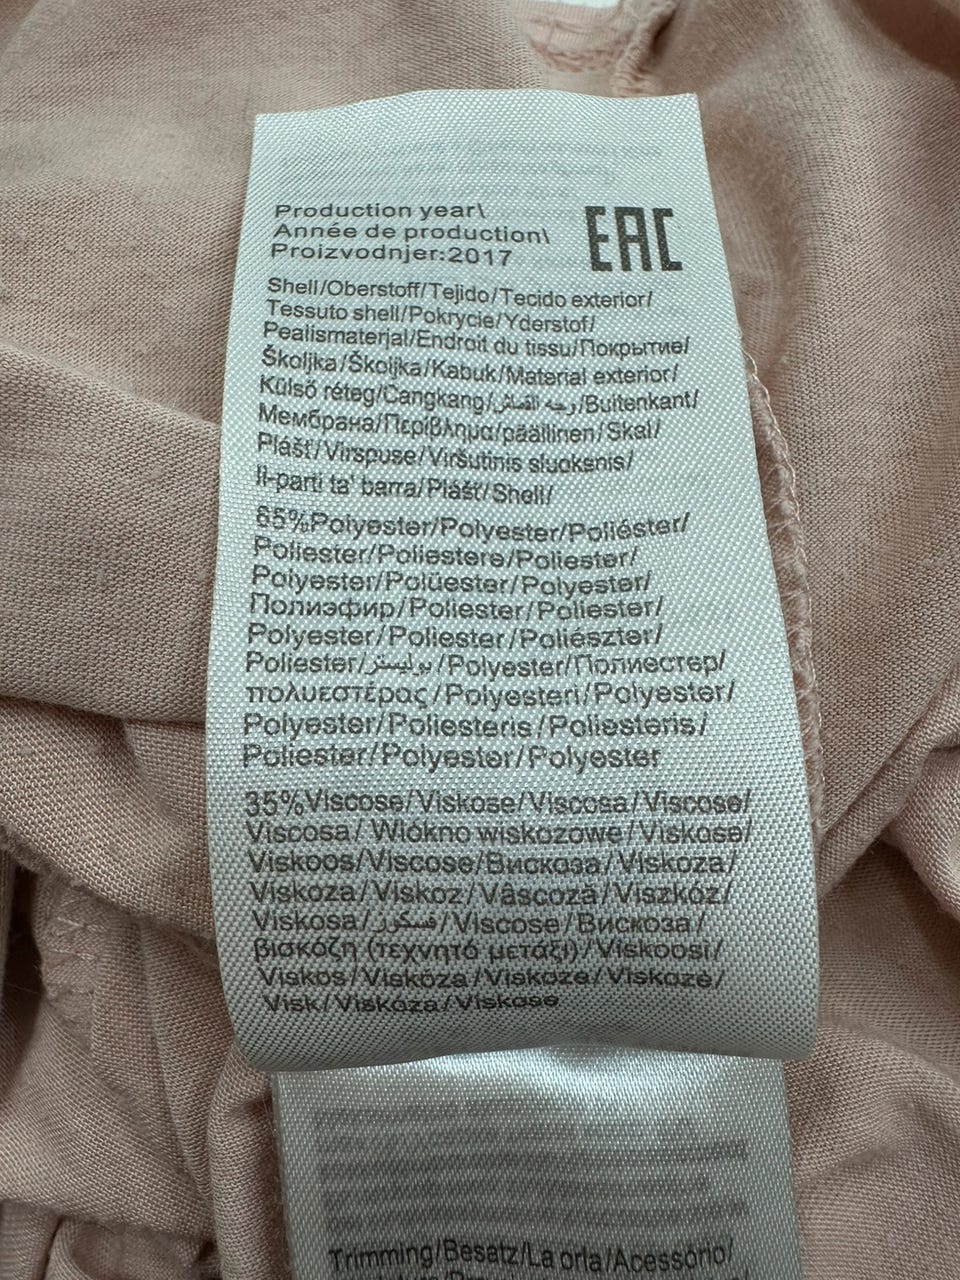 Production year\
Année de production\
Proizvodnjer:2017
EAC
Shell/Oberstoff/Tejido/Tecido exterior/
Tessuto shell/Pokrycie/Yderstof/
Pealismaterjal/Endroit du tissu/Покрытие/
Školjka/Školjka/Kabuk/Material exterior/
Külső réteg/Cangkang/وجه القماش/Buitenkant/
Мембрана/Περίβλημα/päällinen/Skal/
Plášť/Virspuse/Viršutinis sluoksnis/
Il-parti ta' barra/Plášť/Shell/
65%Polyester/Polyester/Poliéster/
Poliester/Poliestere/Poliester/
Polyester/Polüester/Polyester/
Полиэфир/Poliester/Poliester/
Polyester/Poliester/Poliészter/
Poliester/بوليستر/Polyester/Полиестер/
πολυεστέρας/Polyesteri/Polyester/
Polyester/Poliesteris/Poliesteris/
Poliester/Polyester/Polyester
35%Viscose/Viskose/Viscosa/Viscose/
Viscosa/ Włókno wiskozowe/Viskose/
Viskoos/Viscose/Вискоза/Viskoza/
Viskoza/Viskoz/Vâscoză/Viszkóz/
Viskosa/فسكوز/Viscose/Вискоза/
βισκόζη (τεχνητό μετάξι)/Viskoosi/
Viskos/Viskóza/Viskoze/Viskozė/
Visk/Viskóza/Viskose
Trimming/Besatz/La orla/Acessório/